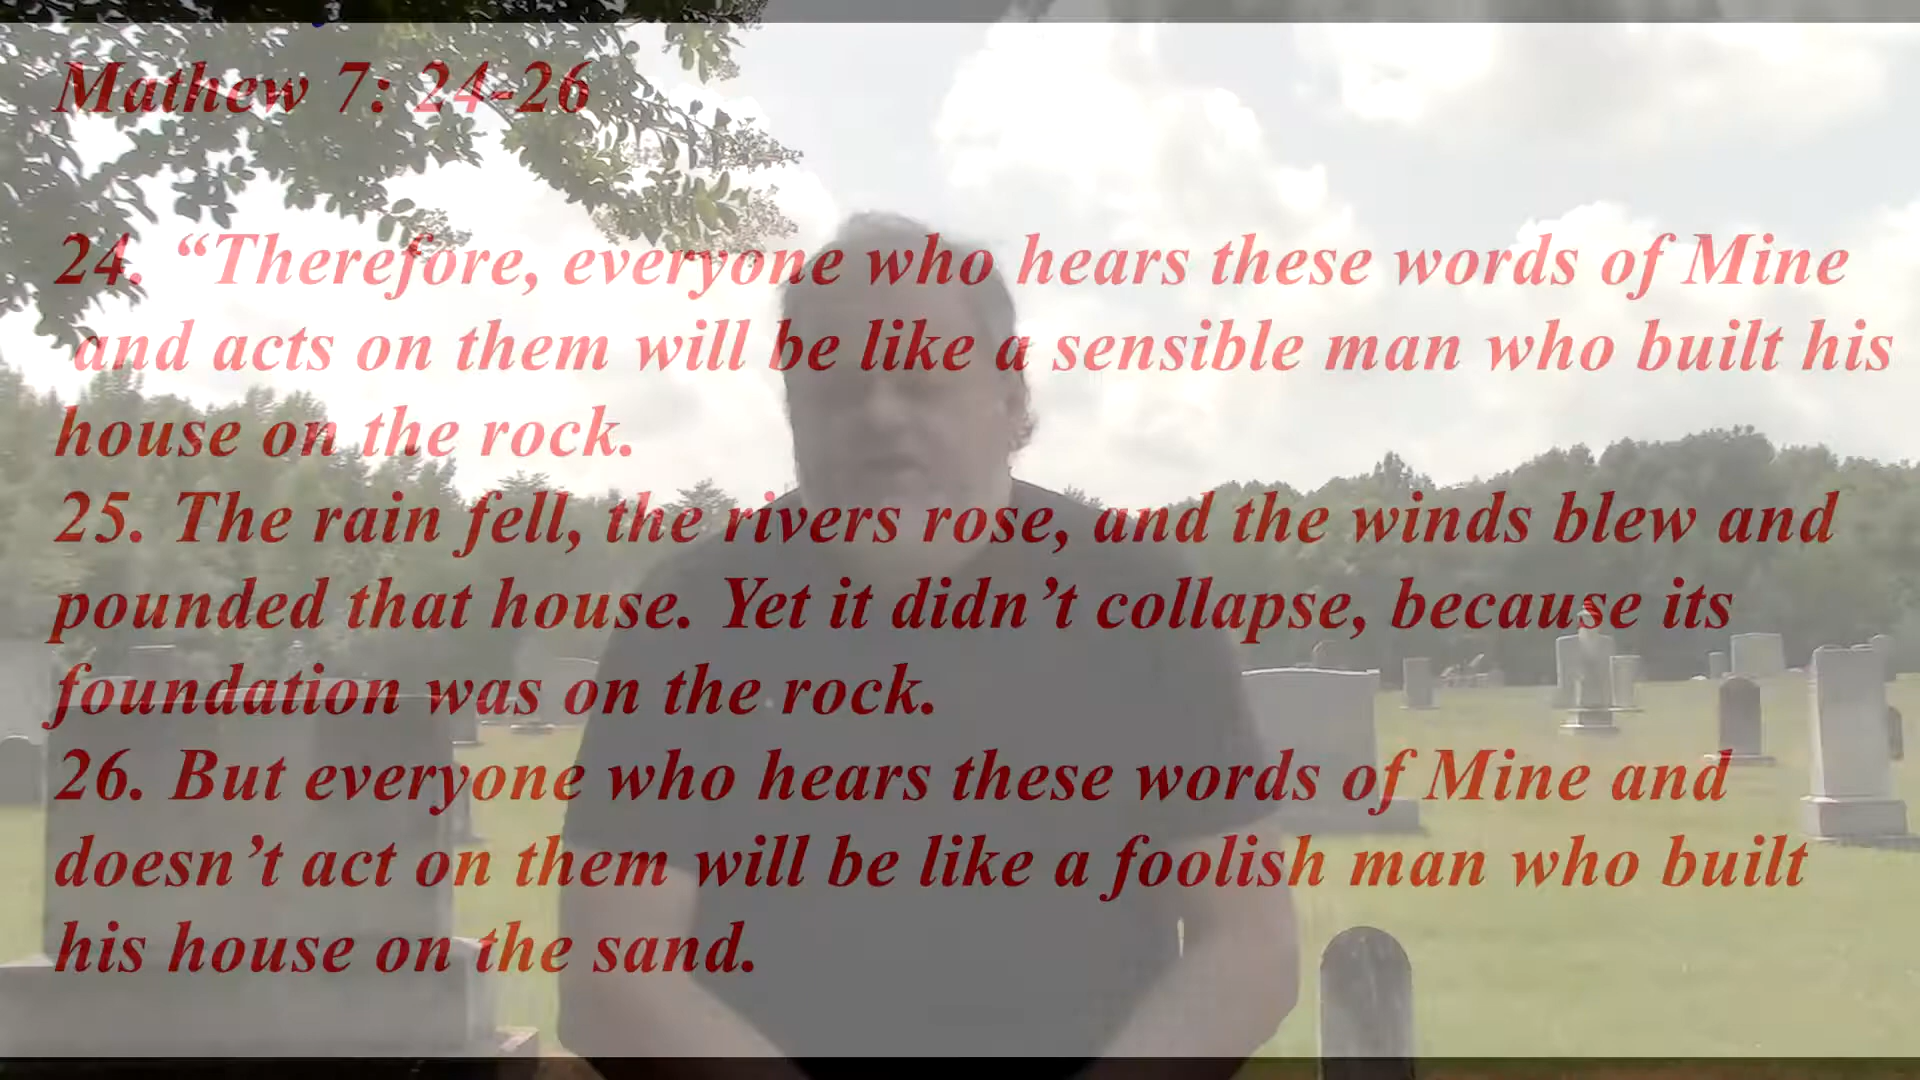 Mathew 7: 24-26
24. “Therefore, everyone who hears these words of Mine
and acts on them will be like a sensible man who built his
house on the rock.
25. The rain fell, the rivers rose, and the winds blew and
pounded that house. Yet it didn’t collapse, because its
foundation was on the rock.
26. But everyone who hears these words of Mine and
doesn’t act on them will be like a foolish man who built
his house on the sand.